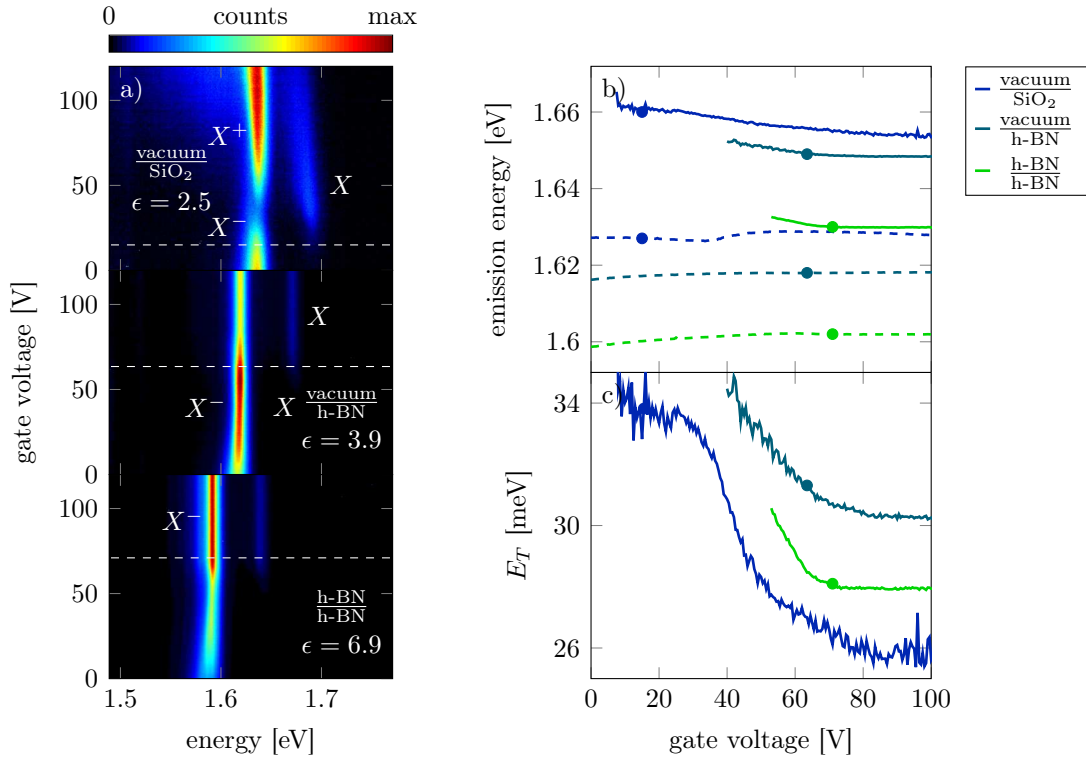 0 counts max
a)
X⁺
vacuum/SiO₂
ϵ = 2.5
X
X⁻
100
50
0
X
X⁻
X
vacuum/h-BN
ϵ = 3.9
100
50
0
X⁻
h-BN/h-BN
ϵ = 6.9
100
50
0
1.5 1.6 1.7
energy [eV]
gate voltage [V]
b)
1.66
1.64
1.62
1.6
emission energy [eV]
vacuum/SiO₂
vacuum/h-BN
h-BN/h-BN
c)
34
30
26
E_T [meV]
0 20 40 60 80 100
gate voltage [V]